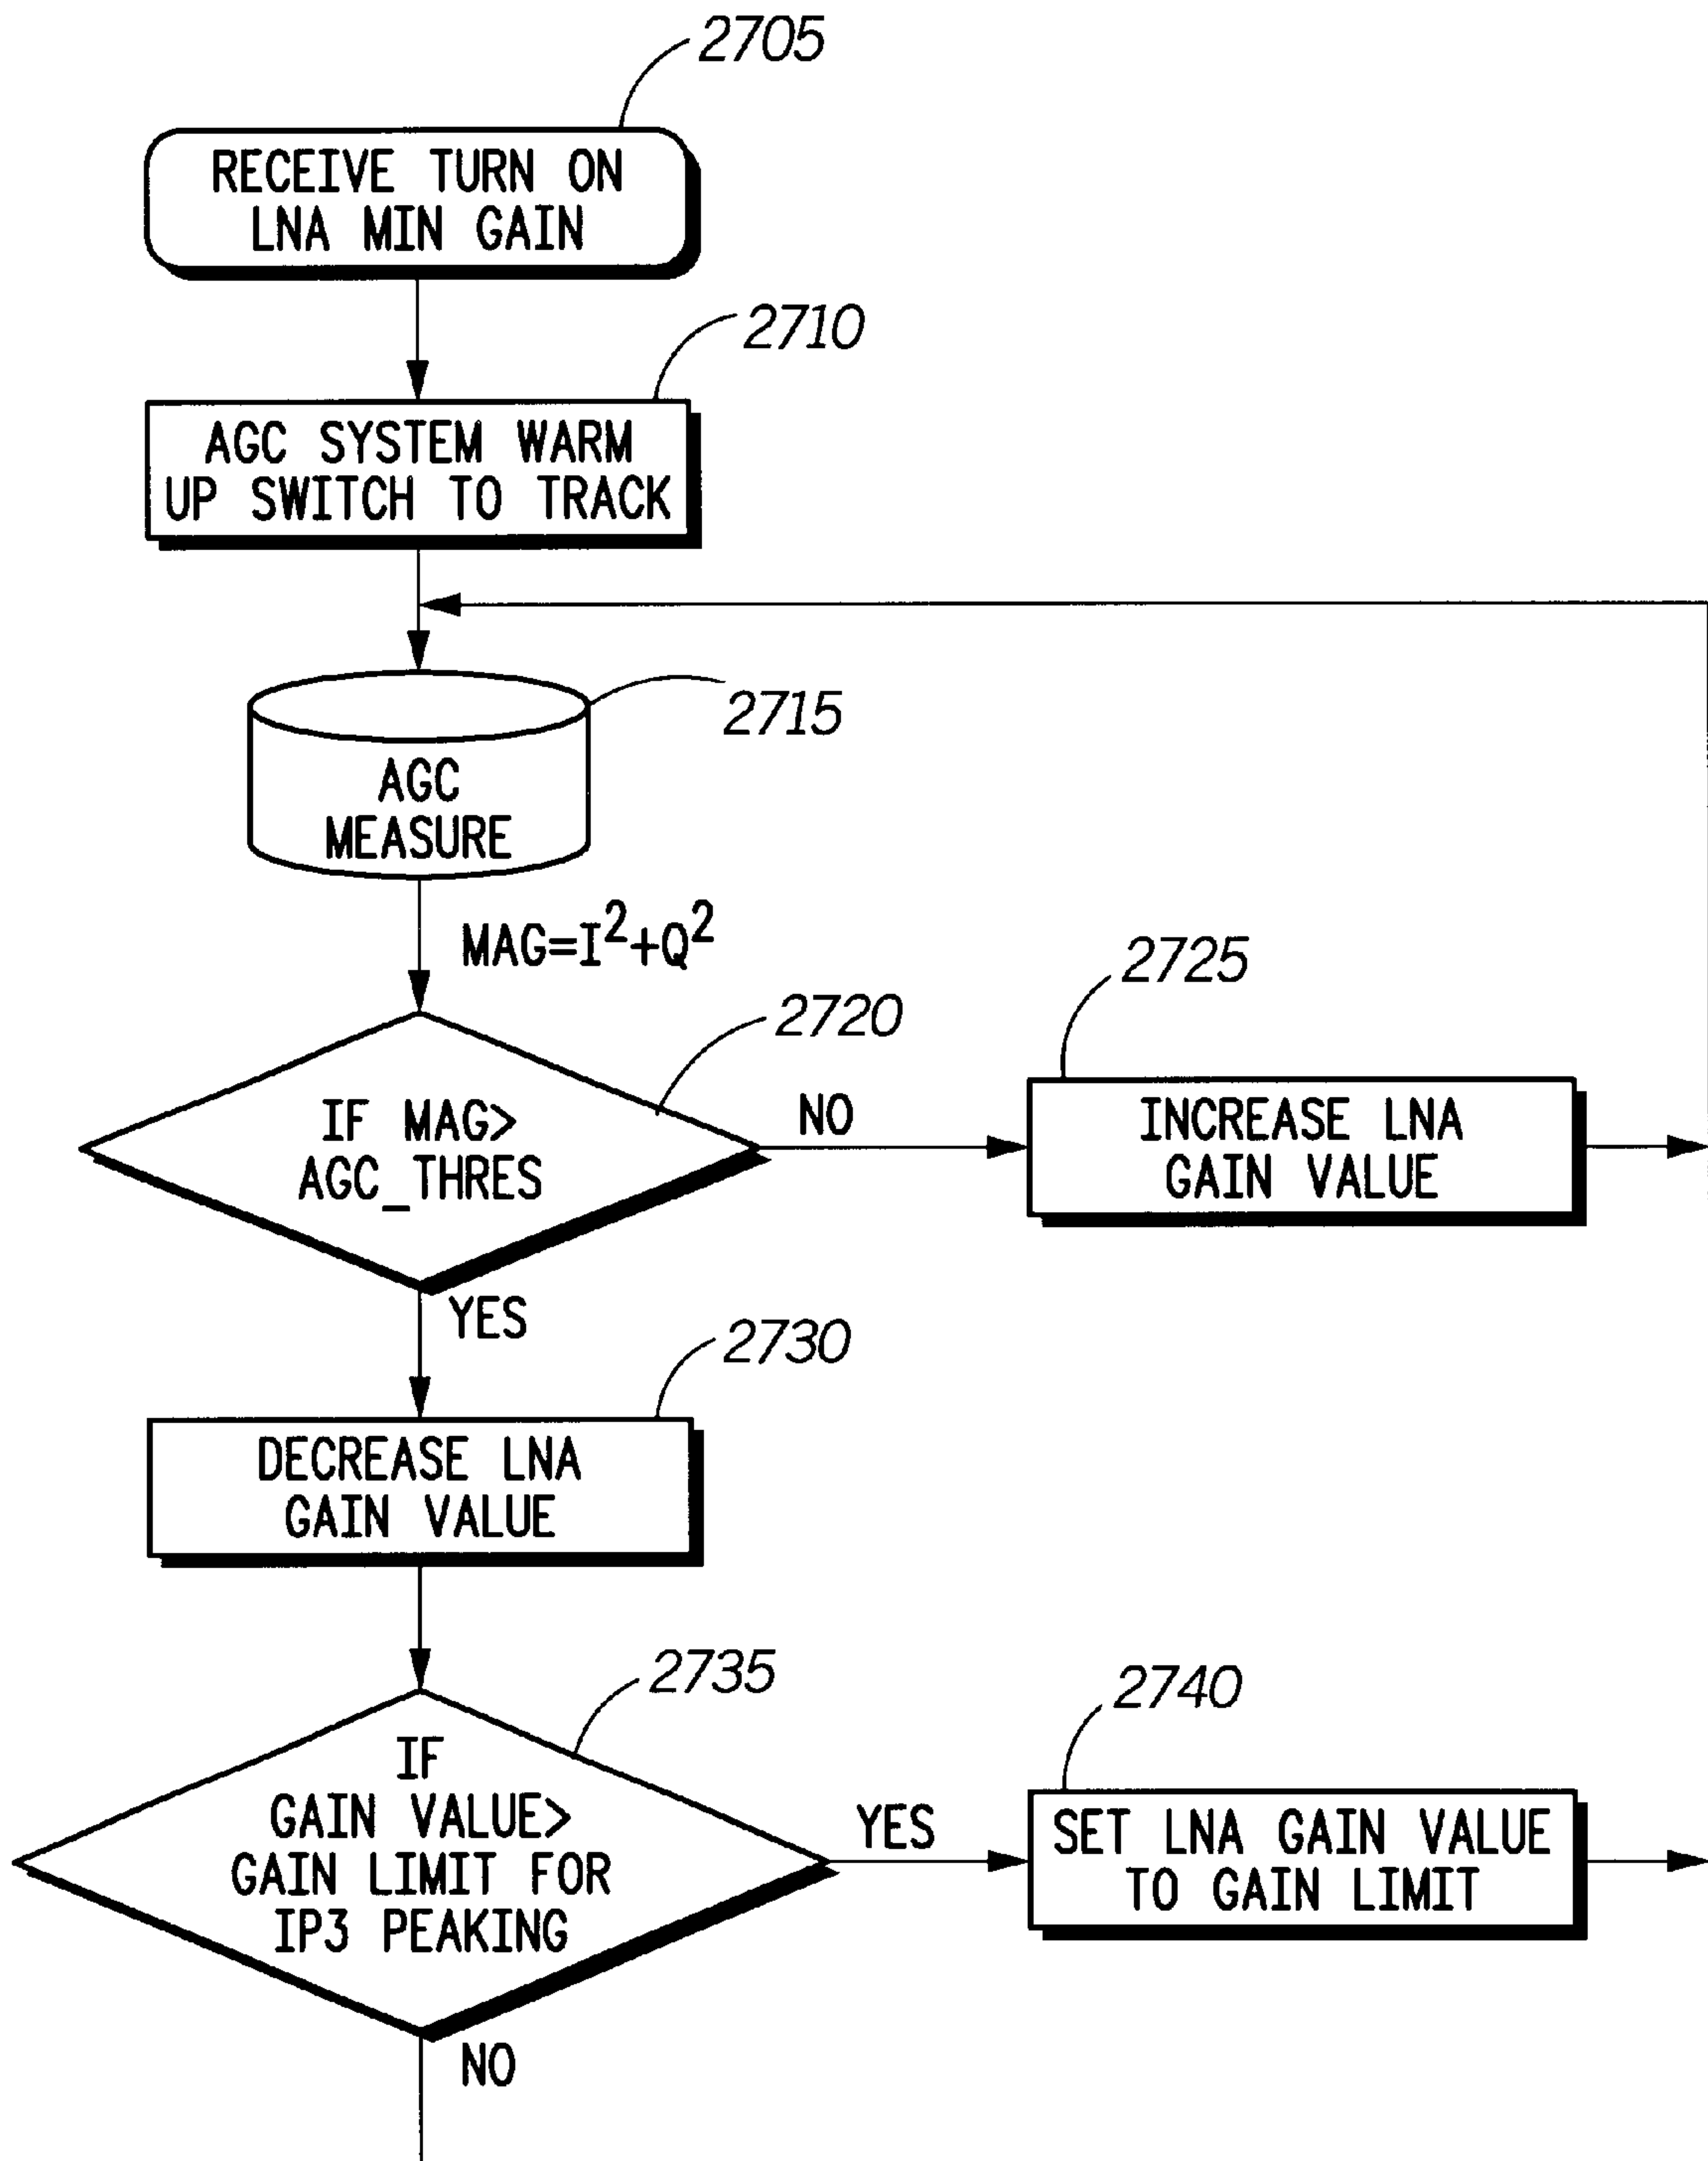 2705
RECEIVE TURN ON
LNA MIN GAIN
2710
AGC SYSTEM WARM
UP SWITCH TO TRACK
2715
AGC
MEASURE
MAG=I²+Q²
2720
IF MAG>
AGC_THRES
NO
2725
INCREASE LNA
GAIN VALUE
YES
2730
DECREASE LNA
GAIN VALUE
2735
IF
GAIN VALUE>
GAIN LIMIT FOR
IP3 PEAKING
YES
2740
SET LNA GAIN VALUE
TO GAIN LIMIT
NO